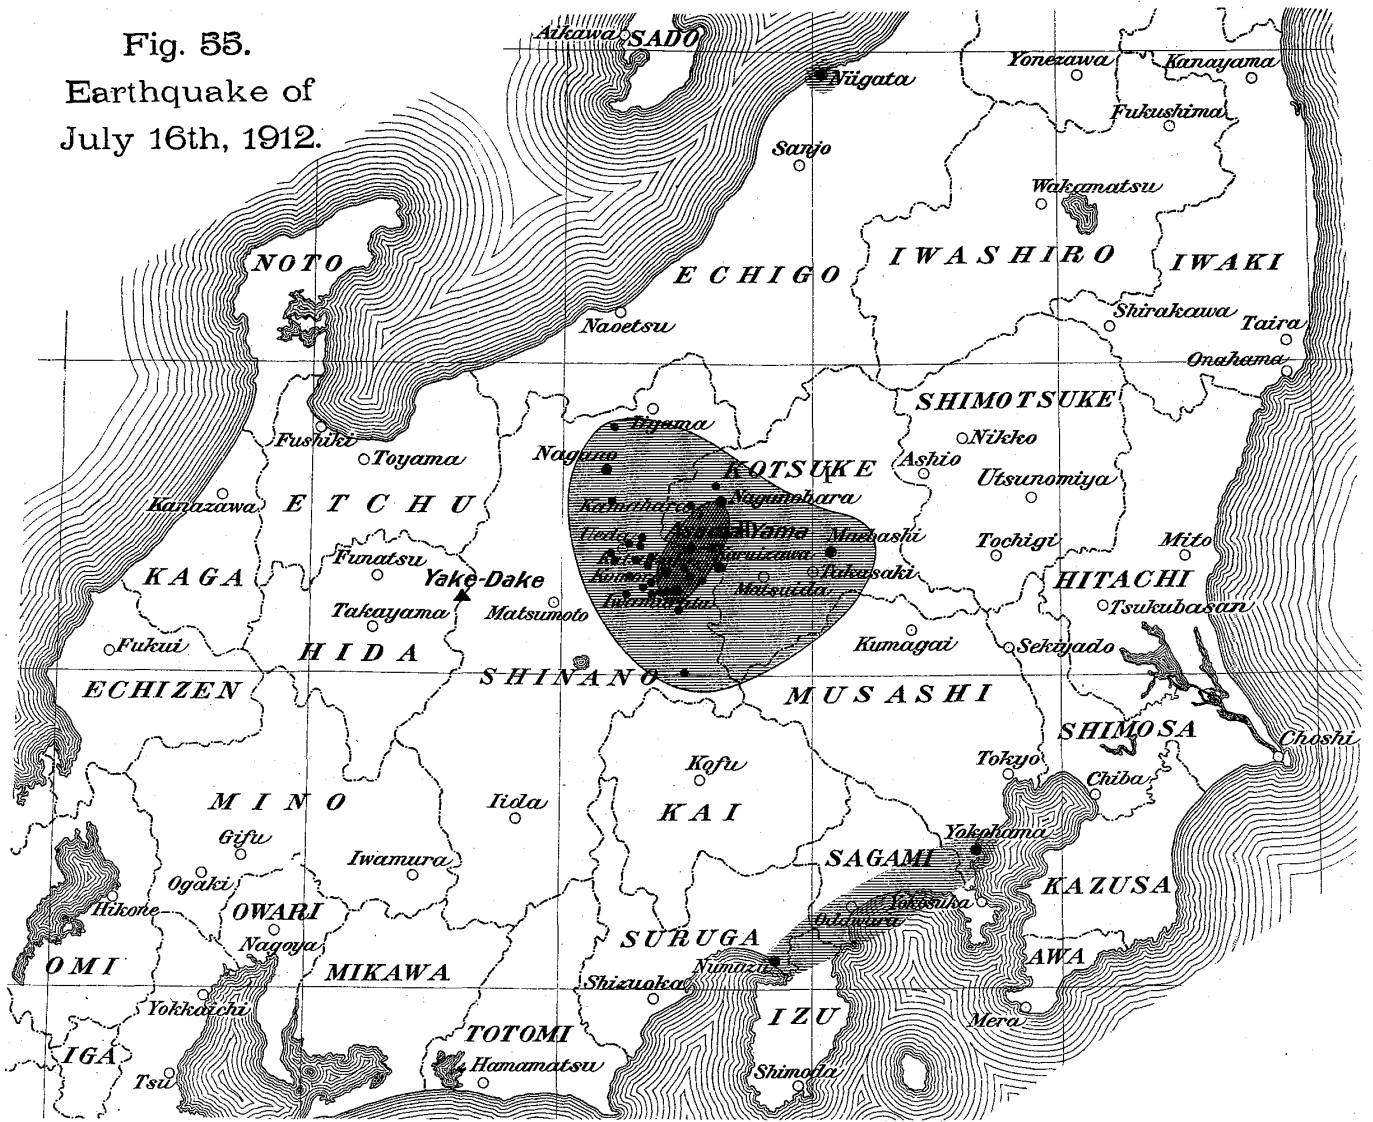 Fig. 55.
Earthquake of
July 16th, 1912.
Aikawa
SADO
Niigata
Yonezawa
Kanayama
Fukushima
Sanjo
Wakamatsu
NOTO
ECHIGO
IWASHIRO
IWAKI
Naoetsu
Shirakawa
Taira
Onahama
SHIMOTSUKE
Iiyama
Fushiki
Toyama
Nagano
KOTSUKE
Nikko
Ashio
Utsunomiya
Kanazawa
ETCHU
Naganohara
Maebashi
Tochigi
Mito
Funatsu
KAGA
Yake-Dake
Karuizawa
Takasaki
HITACHI
Matsuida
Takayama
Matsumoto
Tsukubasan
Fukui
HIDA
Kumagai
Sekiyado
ECHIZEN
SHINANO
MUSASHI
SHIMOSA
Choshi
Kofu
Tokyo
Chiba
MINO
Iida
KAI
Gifu
Yokohama
Iwamura
SAGAMI
Ogaki
KAZUSA
Hikone
OWARI
Yokosuka
Odawara
Nagoya
SURUGA
OMI
MIKAWA
Numazu
AWA
Shizuoka
Yokkaichi
IZU
Mera
TOTOMI
IGA
Hamamatsu
Tsu
Shimoda